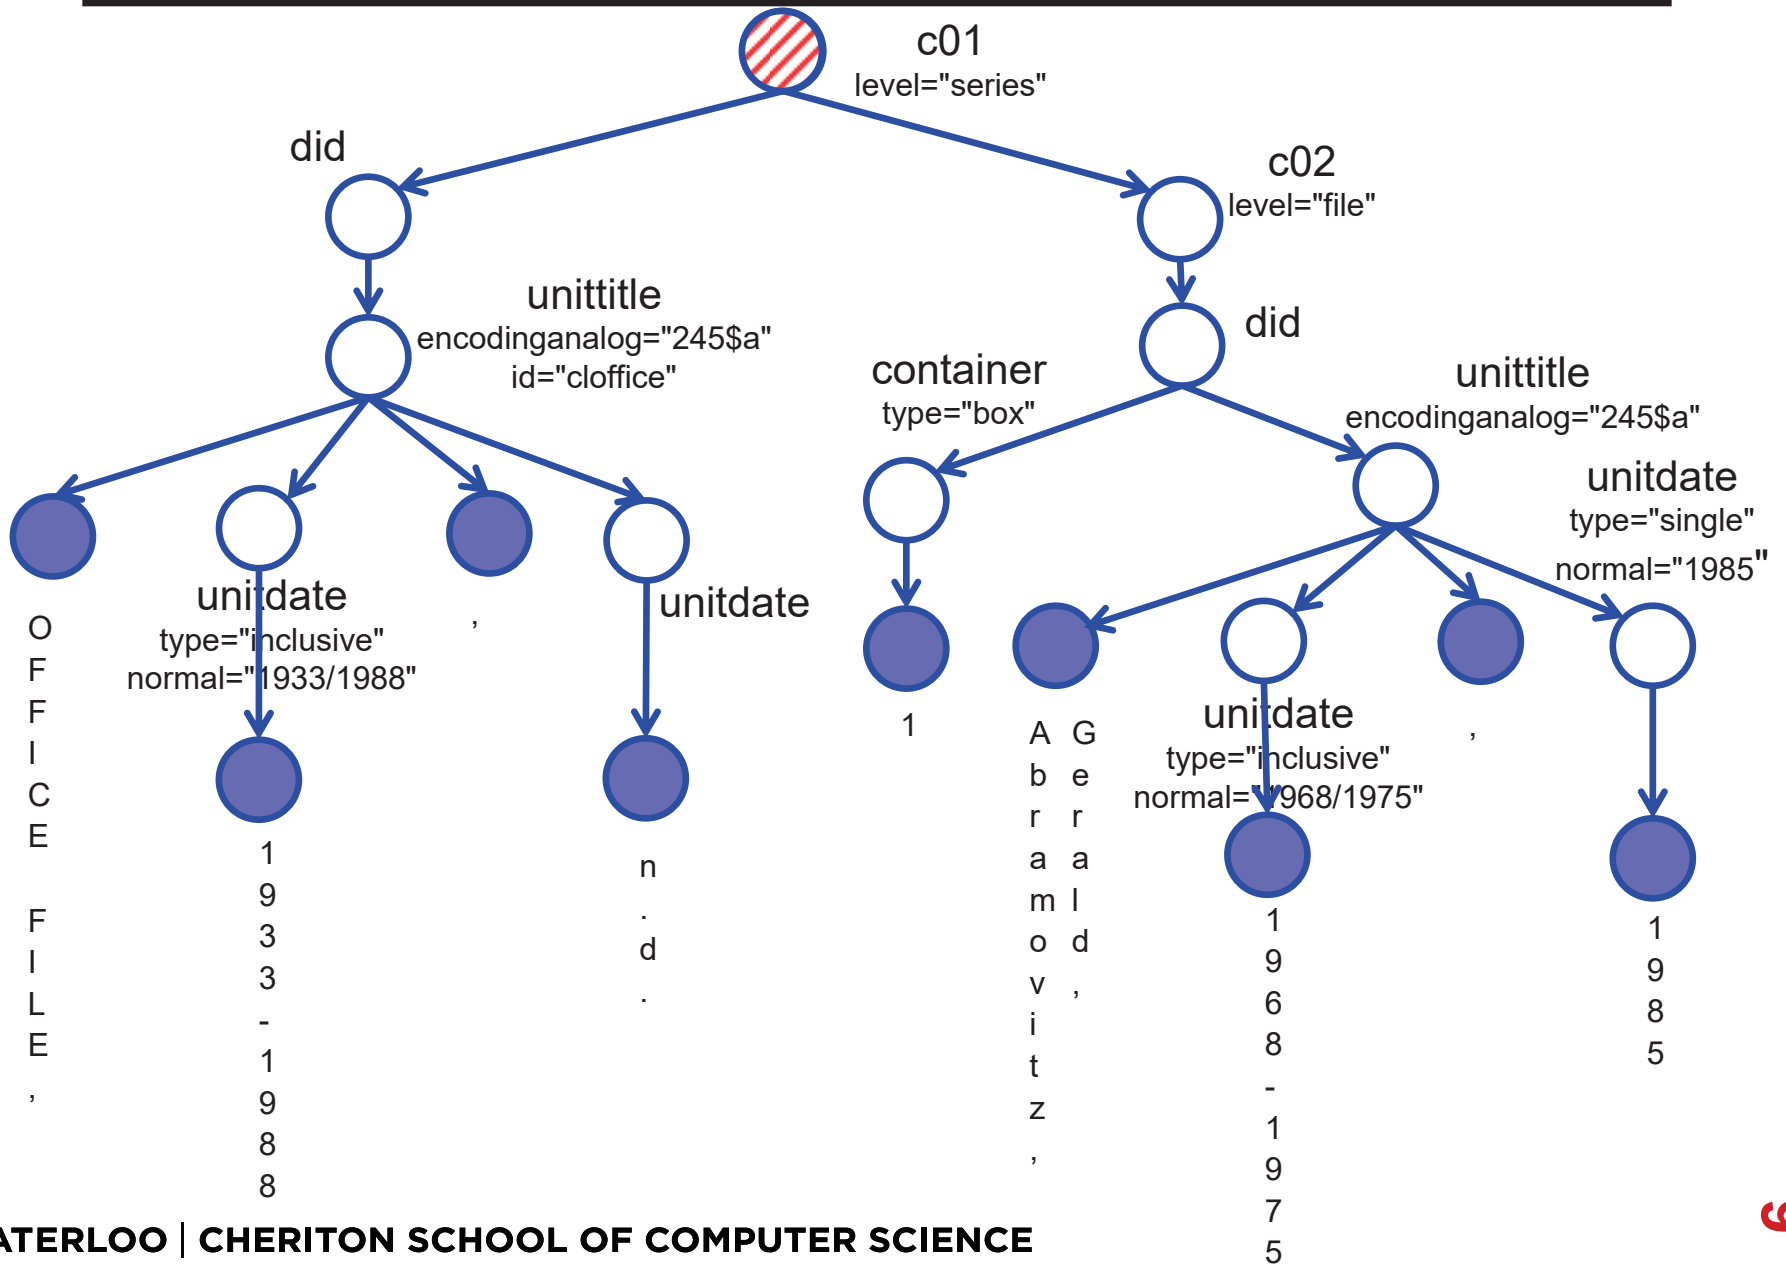 c01
level="series"
did
c02
level="file"
unittitle
encodinganalog="245$a"
id="cloffice"
did
container
type="box"
unittitle
encodinganalog="245$a"
unitdate
type="single"
normal="1985"
unitdate
type="inclusive"
normal="1933/1988"
,
unitdate
OFFICE FILE,
1933-1988
n.d.
1
Abramovitz,
Gerald,
unitdate
type="inclusive"
normal="1968/1975"
,
1968-1975
1985
ATERLOO | CHERITON SCHOOL OF COMPUTER SCIENCE